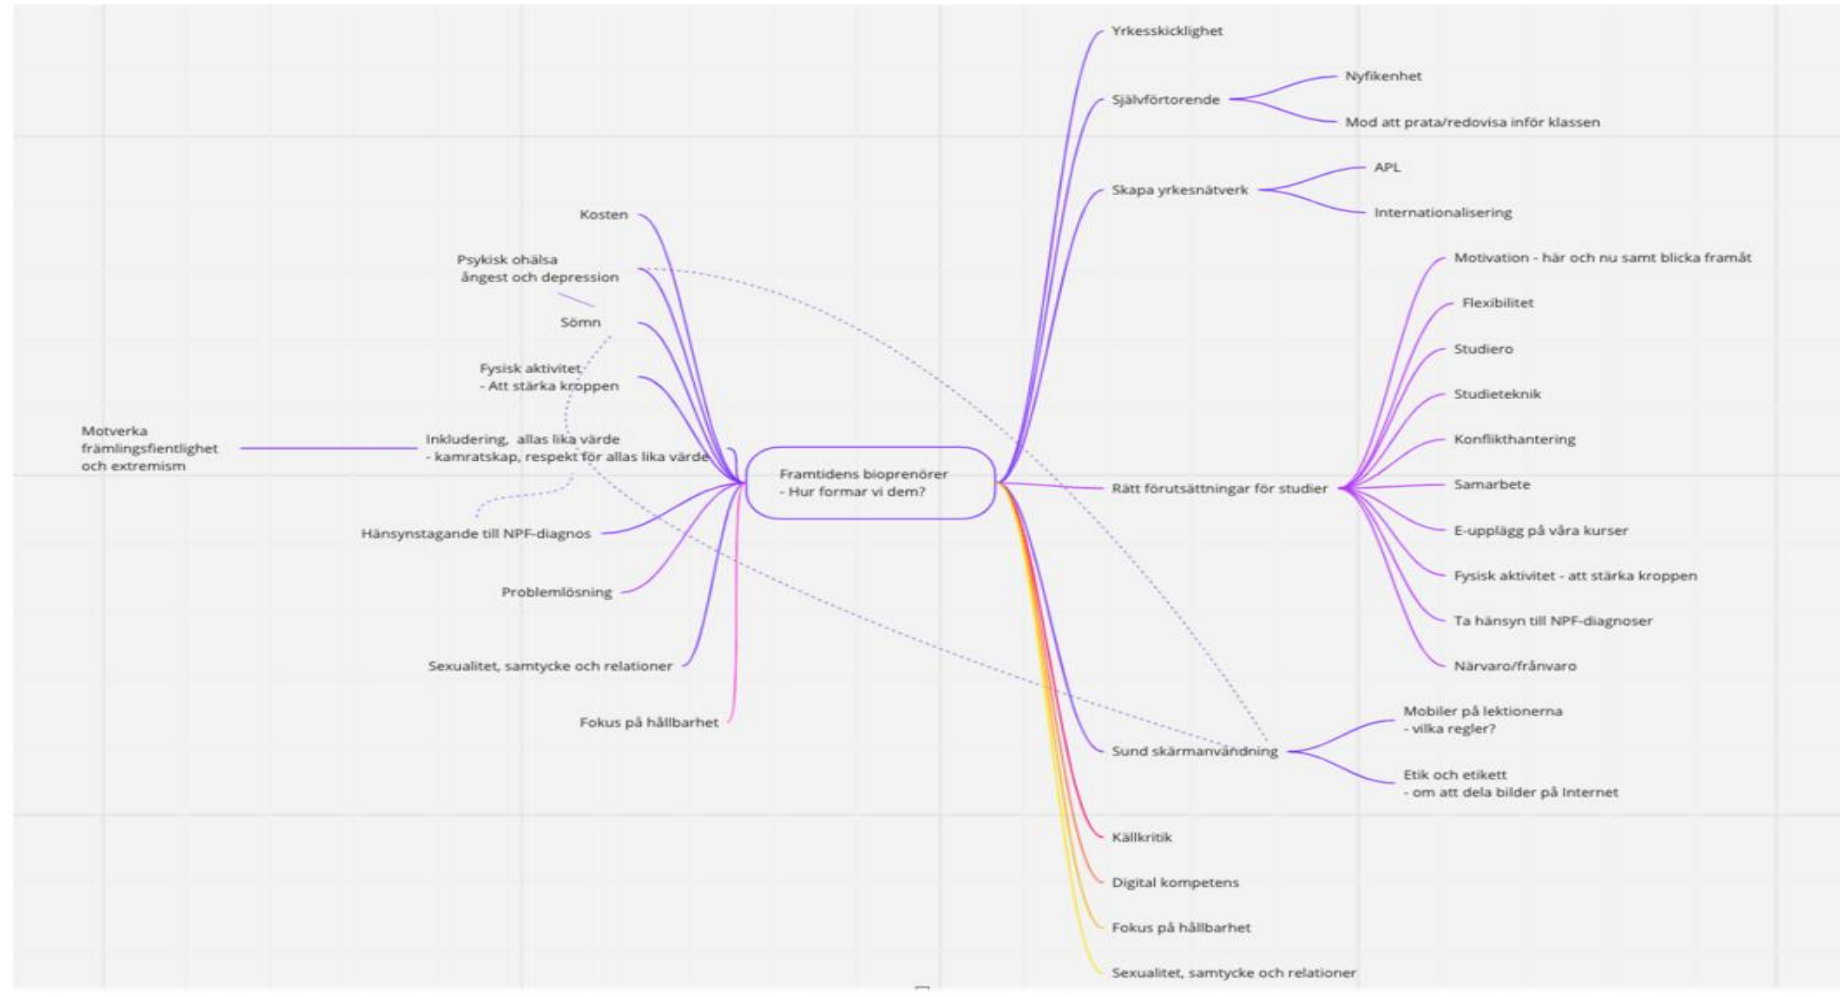 Kosten
Psykisk ohälsa
ångest och depression
Sömn
Fysisk aktivitet
- Att stärka kroppen
Motverka
främlingsfientlighet
och extremism
Inkludering, allas lika värde
- kamratskap, respekt för allas lika värde
Hänsynstagande till NPF-diagnos
Problemlösning
Sexualitet, samtycke och relationer
Fokus på hållbarhet
Framtidens bioprenörer
- Hur formar vi dem?
Yrkesskicklighet
Självförtorende
Nyfikenhet
Mod att prata/redovisa inför klassen
Skapa yrkesnätverk
APL
Internationalisering
Rätt förutsättningar för studier
Motivation - här och nu samt blicka framåt
Flexibilitet
Studiero
Studieteknik
Konflikthantering
Samarbete
E-upplägg på våra kurser
Fysisk aktivitet - att stärka kroppen
Ta hänsyn till NPF-diagnoser
Närvaro/frånvaro
Sund skärmanvändning
Mobiler på lektionerna
- vilka regler?
Etik och etikett
- om att dela bilder på Internet
Källkritik
Digital kompetens
Fokus på hållbarhet
Sexualitet, samtycke och relationer